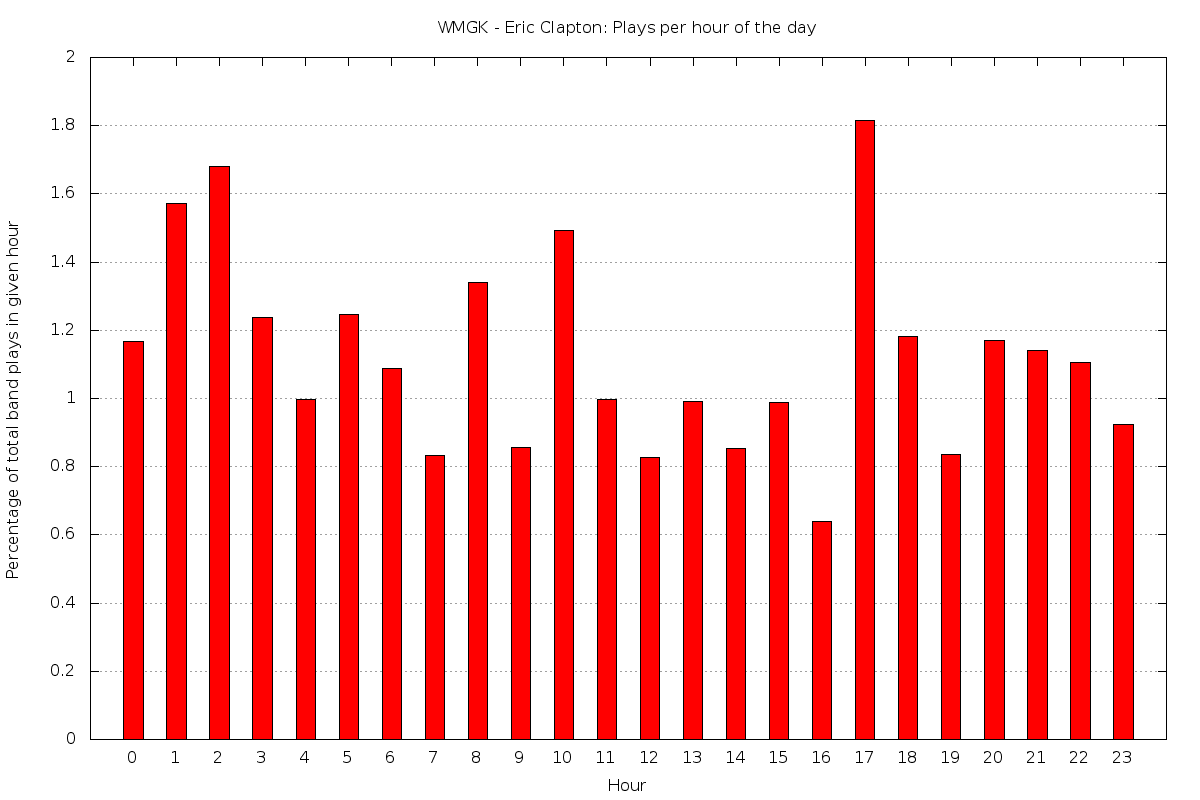 WMGK - Eric Clapton: Plays per hour of the day
Percentage of total band plays in given hour
2
1.8
1.6
1.4
1.2
1
0.8
0.6
0.4
0.2
0
0 1 2 3 4 5 6 7 8 9 10 11 12 13 14 15 16 17 18 19 20 21 22 23
Hour